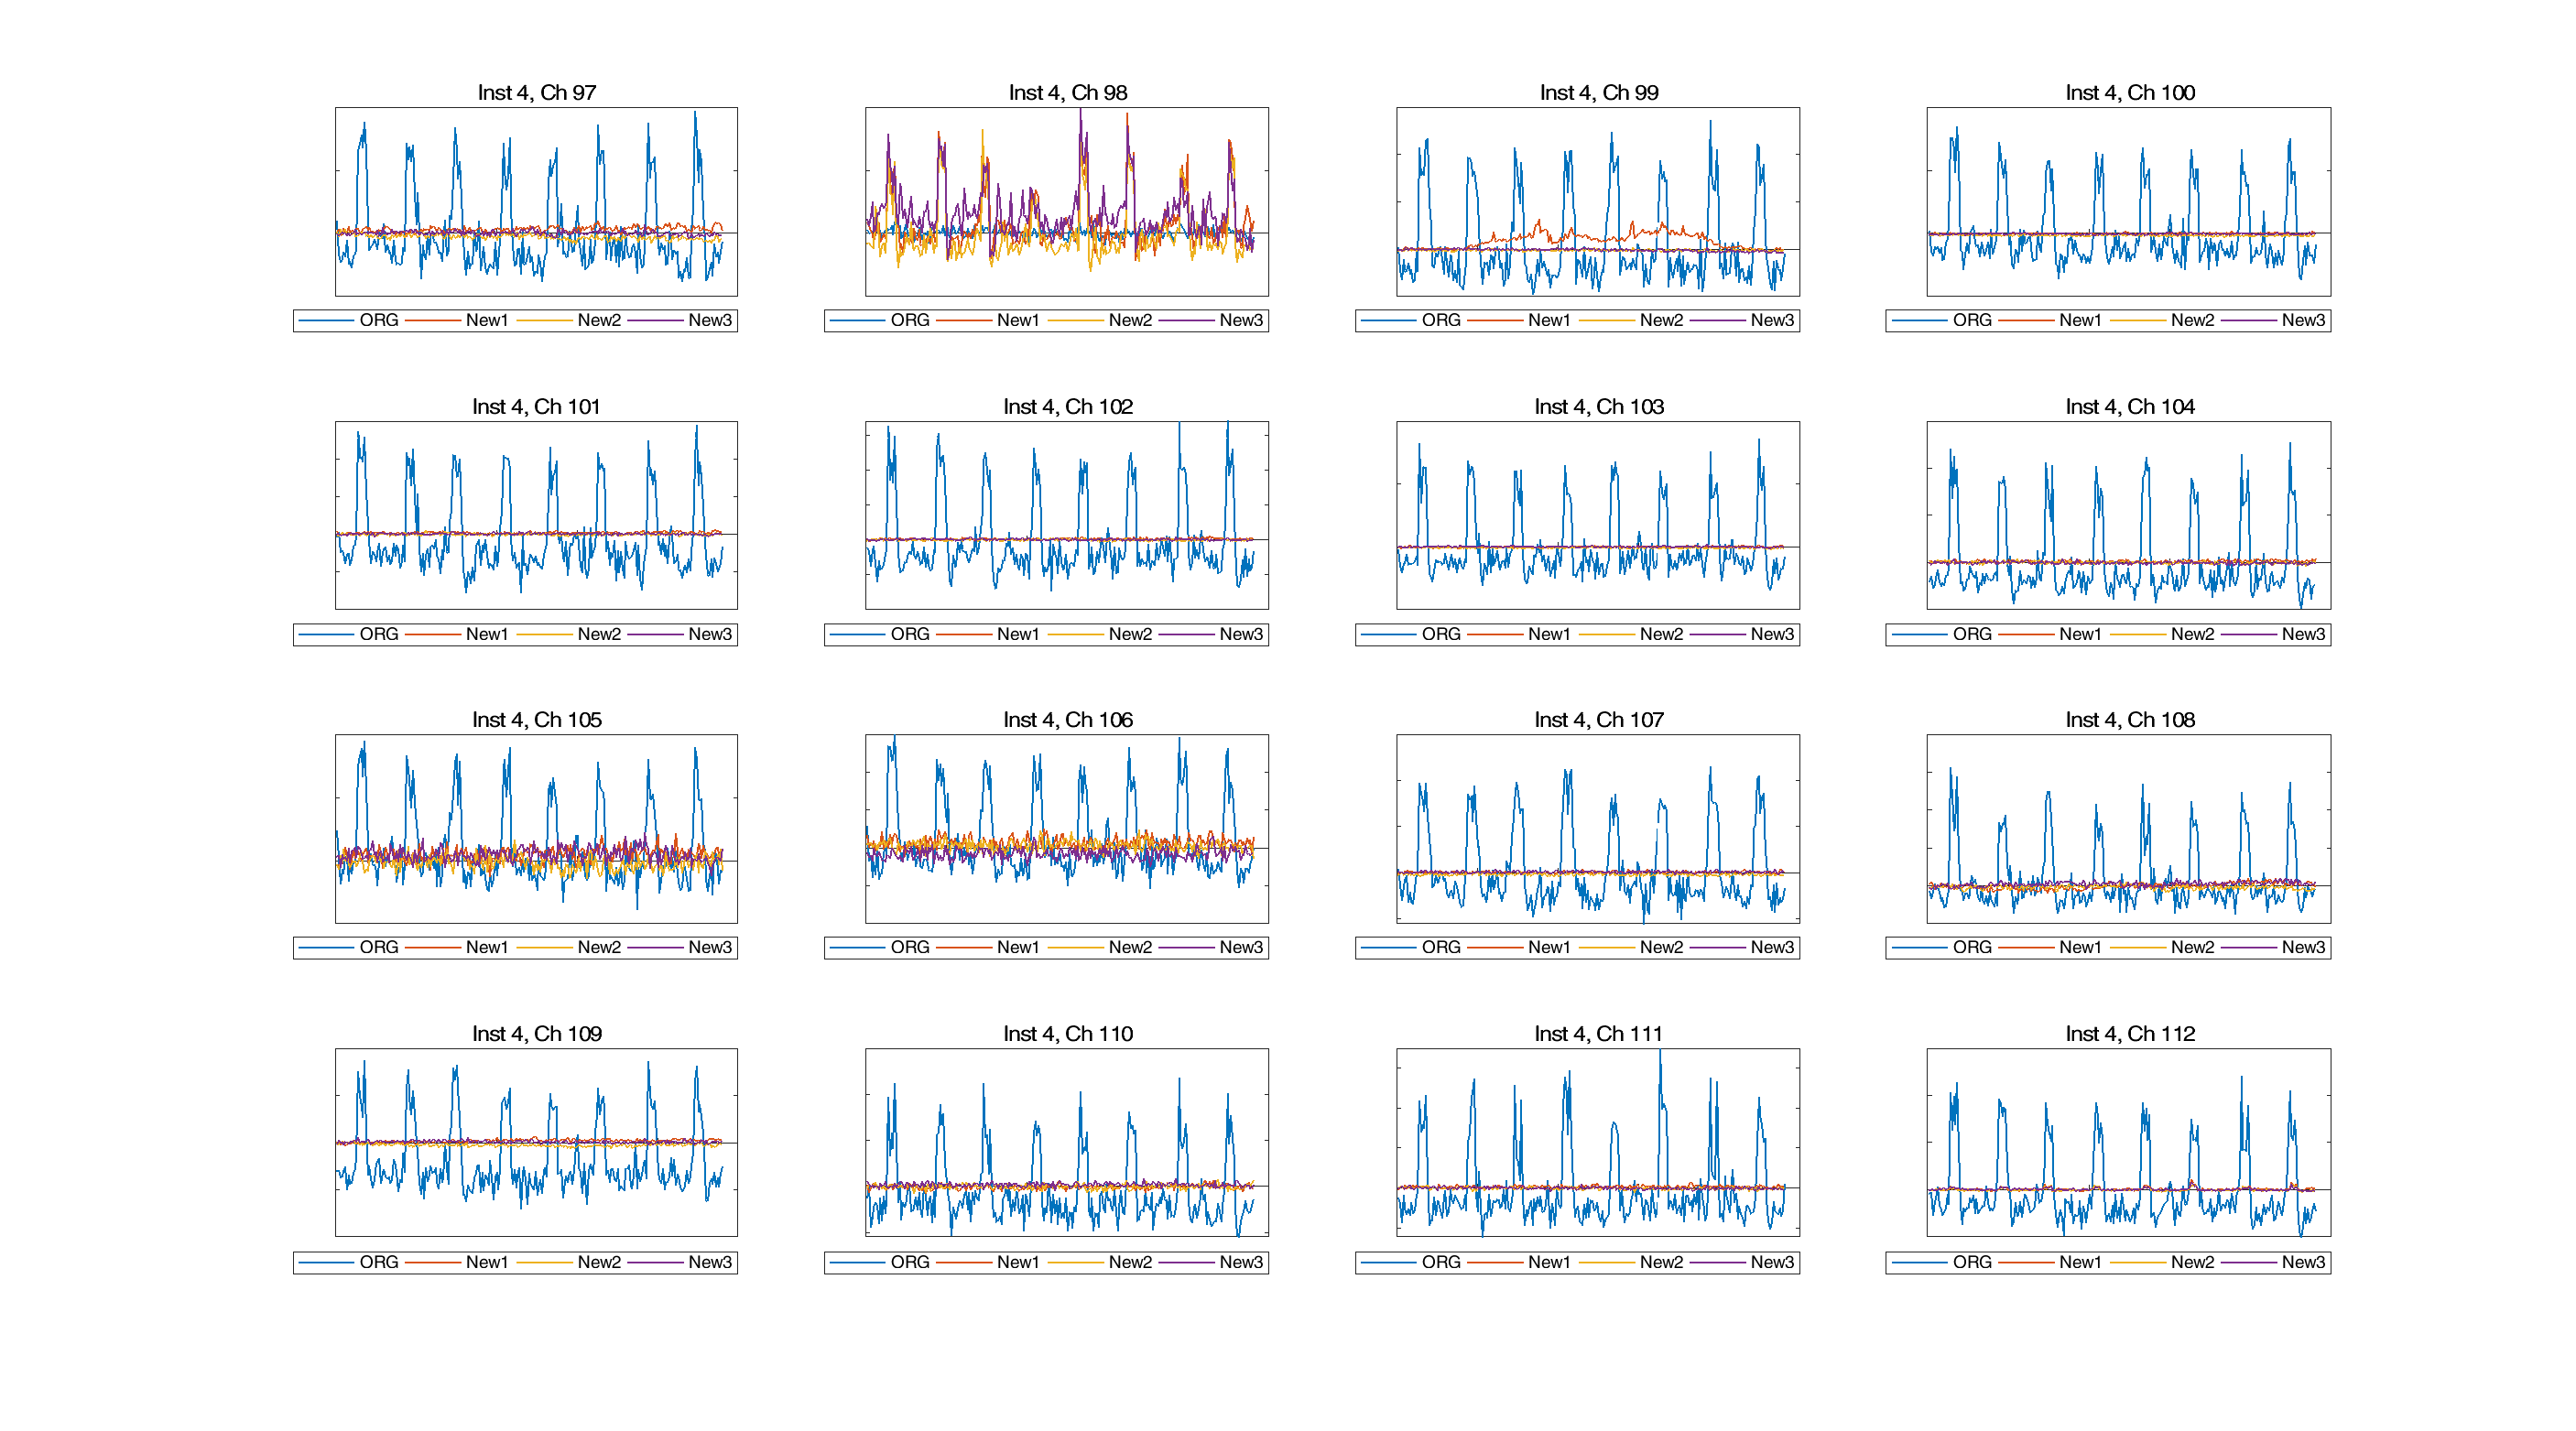 Inst 4, Ch 97
Inst 4, Ch 98
Inst 4, Ch 99
Inst 4, Ch 100
ORG New1 New2 New3
ORG New1 New2 New3
ORG New1 New2 New3
ORG New1 New2 New3
Inst 4, Ch 101
Inst 4, Ch 102
Inst 4, Ch 103
Inst 4, Ch 104
ORG New1 New2 New3
ORG New1 New2 New3
ORG New1 New2 New3
ORG New1 New2 New3
Inst 4, Ch 105
Inst 4, Ch 106
Inst 4, Ch 107
Inst 4, Ch 108
ORG New1 New2 New3
ORG New1 New2 New3
ORG New1 New2 New3
ORG New1 New2 New3
Inst 4, Ch 109
Inst 4, Ch 110
Inst 4, Ch 111
Inst 4, Ch 112
ORG New1 New2 New3
ORG New1 New2 New3
ORG New1 New2 New3
ORG New1 New2 New3